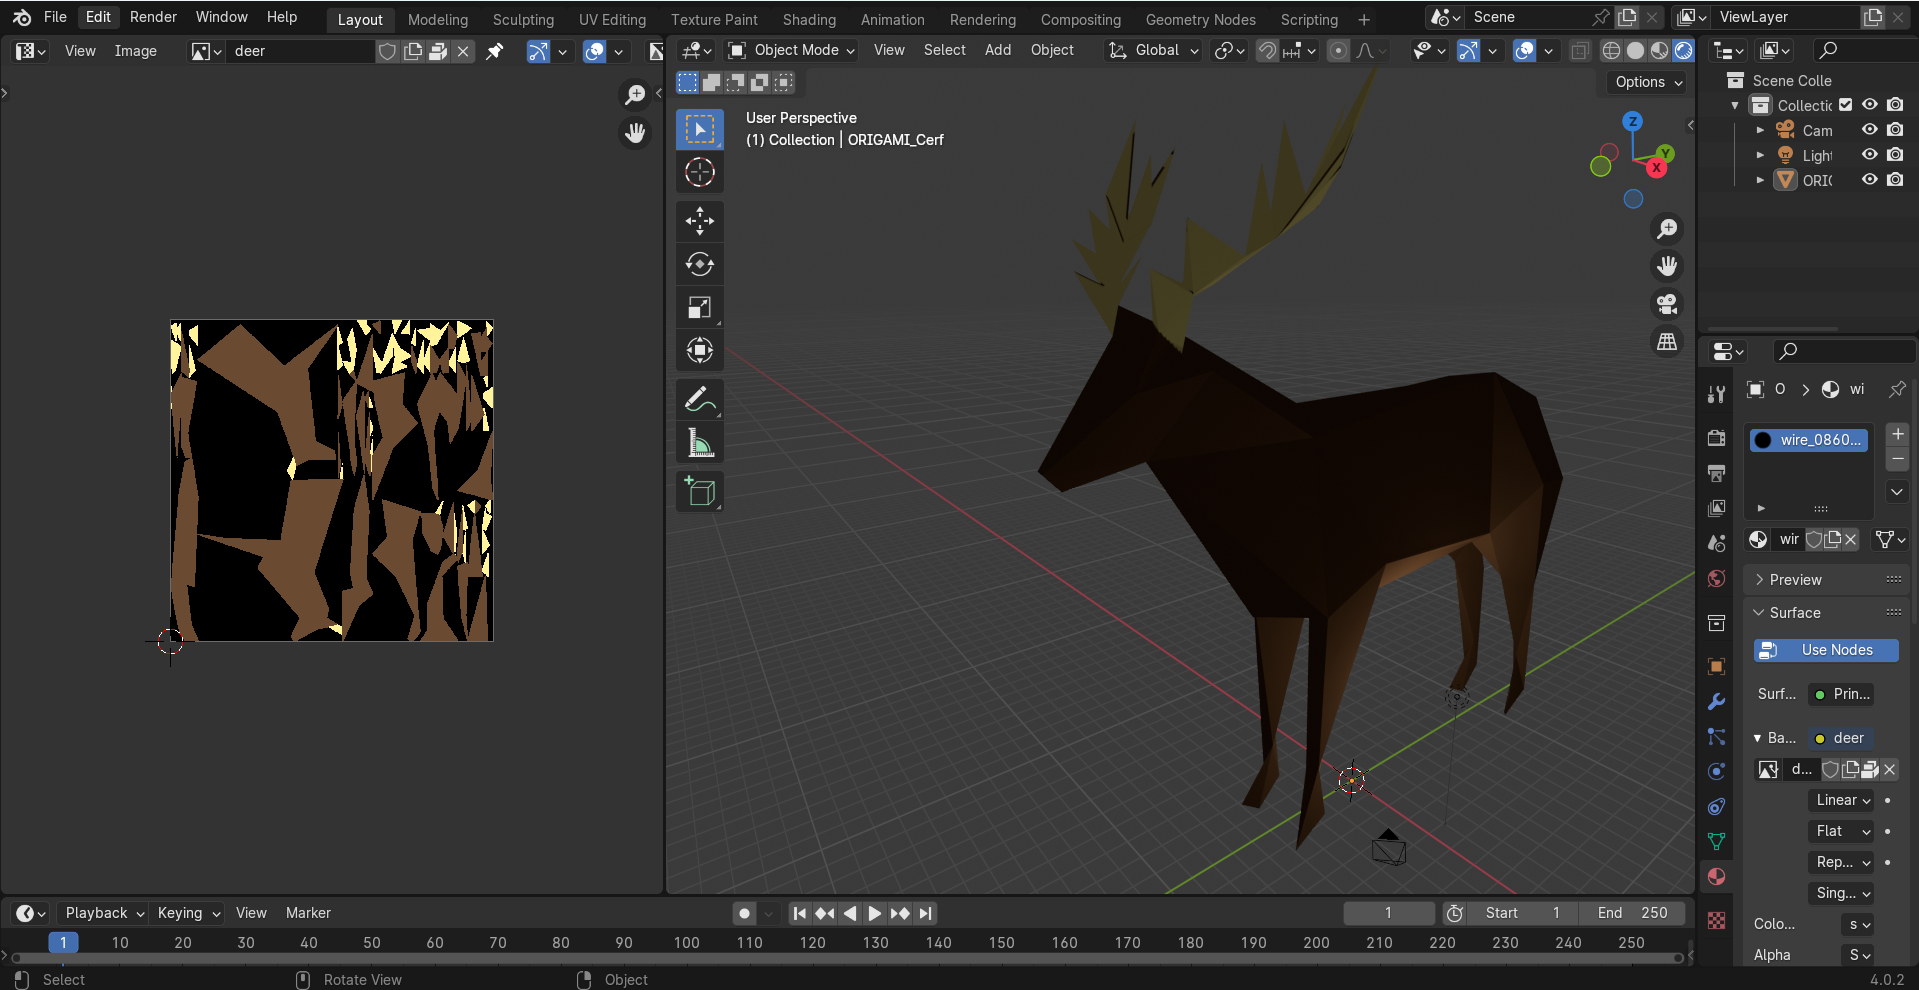 File Edit Render Window Help Layout Modeling Sculpting UV Editing Texture Paint Shading Animation Rendering Compositing Geometry Nodes Scripting + Scene ViewLayer
View Image deer Object Mode View Select Add Object Global
Options
User Perspective
(1) Collection | ORIGAMI_Cerf
Z
Y
X
Scene Colle
Collectic
Cam
Light
ORIC
O > wi
wire_0860...
wir
Preview
Surface
Use Nodes
Surf... Prin...
Ba... deer
d...
Linear
Flat
Rep...
Sing...
Colo... s
Alpha S
Playback Keying View Marker 1 Start 1 End 250
1 10 20 30 40 50 60 70 80 90 100 110 120 130 140 150 160 170 180 190 200 210 220 230 240 250
Select Rotate View Object 4.0.2